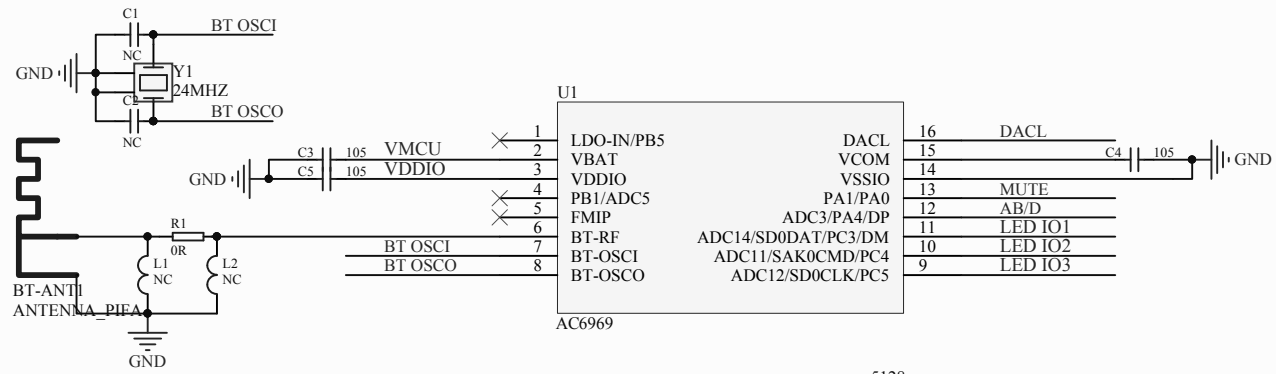 C1
BT OSCI
NC
GND
Y1
24MHZ
C2
BT OSCO
NC
U1
1 LDO-IN/PB5 DACL 16 DACL
C3 105 VMCU 2 VBAT VCOM 15 C4 105 GND
GND C5 105 VDDIO 3 VDDIO VSSIO 14
4 PB1/ADC5 PA1/PA0 13 MUTE
5 FMIP ADC3/PA4/DP 12 AB/D
R1 6 BT-RF ADC14/SD0DAT/PC3/DM 11 LED IO1
0R
BT OSCI 7 BT-OSCI ADC11/SAK0CMD/PC4 10 LED IO2
BT OSCO 8 BT-OSCO ADC12/SD0CLK/PC5 9 LED IO3
L1 L2
NC NC
BT-ANT1
ANTENNA_PIFA
AC6969
GND